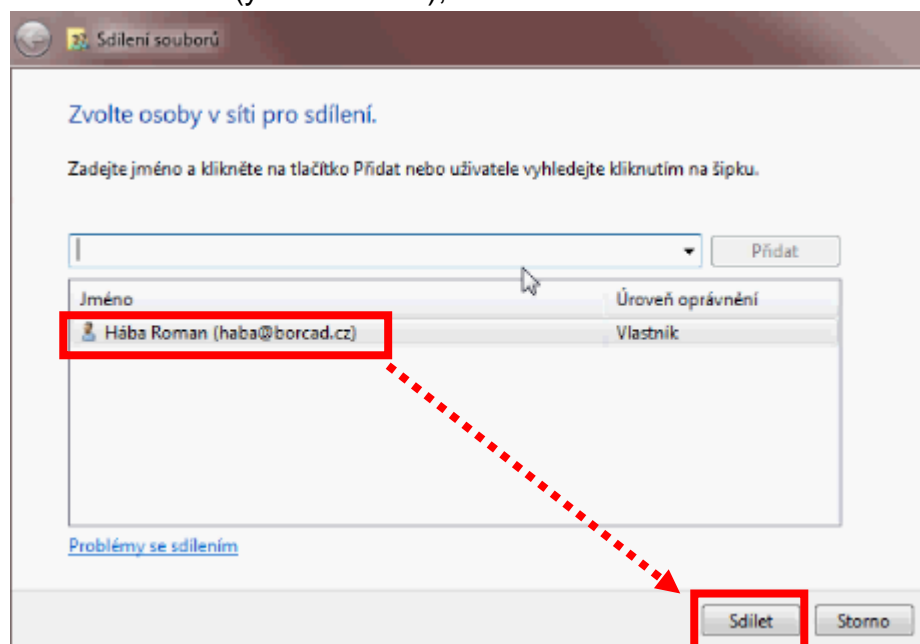 Sdílení souborů
Zvolte osoby v síti pro sdílení.
Zadejte jméno a klikněte na tlačítko Přidat nebo uživatele vyhledejte kliknutím na šipku.
Přidat
Jméno Úroveň oprávnění
Hába Roman (haba@borcad.cz) Vlastník
Problémy se sdílením
Sdílet Storno